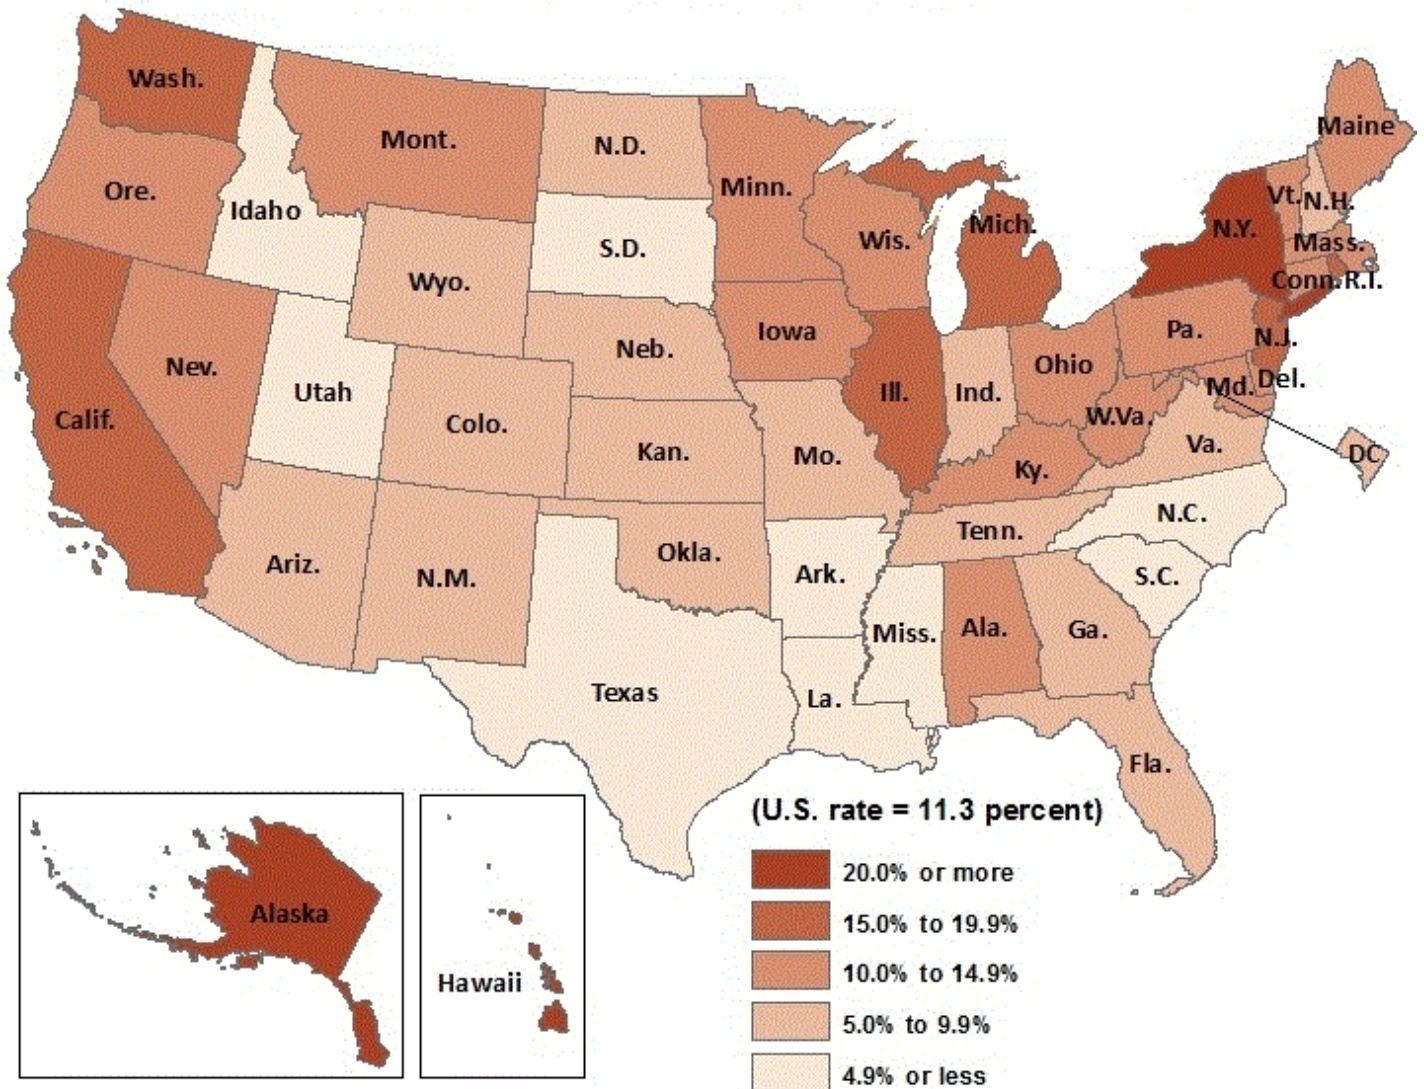 Wash.
Maine
Mont.
N.D.
Minn.
Ore.
Vt.
N.H.
Idaho
Mich.
N.Y.
Wis.
Mass.
S.D.
Wyo.
Conn.
R.I.
Iowa
Pa.
N.J.
Neb.
Ohio
Nev.
Del.
Md.
Utah
Ill.
Ind.
Calif.
W.Va.
Colo.
Va.
DC
Kan.
Mo.
Ky.
N.C.
Tenn.
Okla.
Ariz.
Ark.
S.C.
N.M.
Miss.
Ala.
Ga.
Texas
La.
Fla.
(U.S. rate = 11.3 percent)
20.0% or more
Alaska
15.0% to 19.9%
Hawaii
10.0% to 14.9%
5.0% to 9.9%
4.9% or less